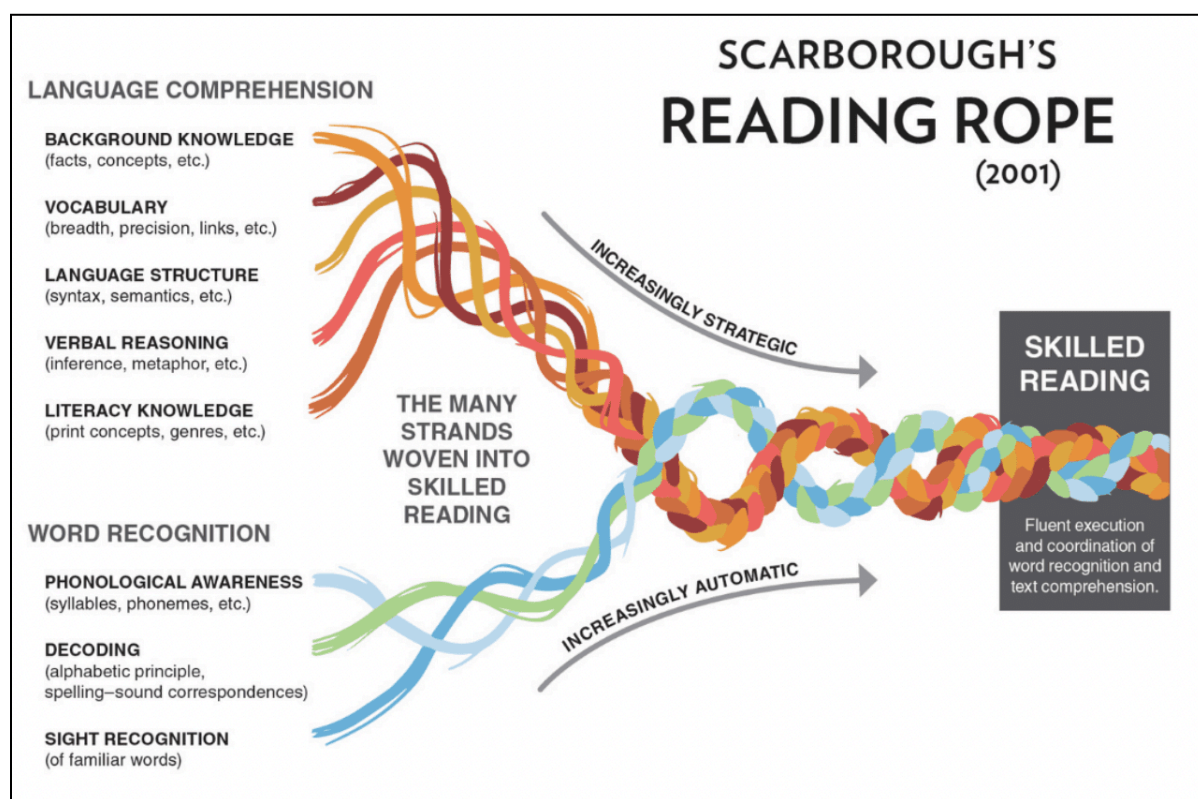 SCARBOROUGH'S
READING ROPE
(2001)
LANGUAGE COMPREHENSION
BACKGROUND KNOWLEDGE
(facts, concepts, etc.)
VOCABULARY
(breadth, precision, links, etc.)
LANGUAGE STRUCTURE
(syntax, semantics, etc.)
VERBAL REASONING
(inference, metaphor, etc.)
LITERACY KNOWLEDGE
(print concepts, genres, etc.)
WORD RECOGNITION
PHONOLOGICAL AWARENESS
(syllables, phonemes, etc.)
DECODING
(alphabetic principle,
spelling–sound correspondences)
SIGHT RECOGNITION
(of familiar words)
THE MANY
STRANDS
WOVEN INTO
SKILLED
READING
INCREASINGLY STRATEGIC
INCREASINGLY AUTOMATIC
SKILLED
READING
Fluent execution
and coordination of
word recognition and
text comprehension.